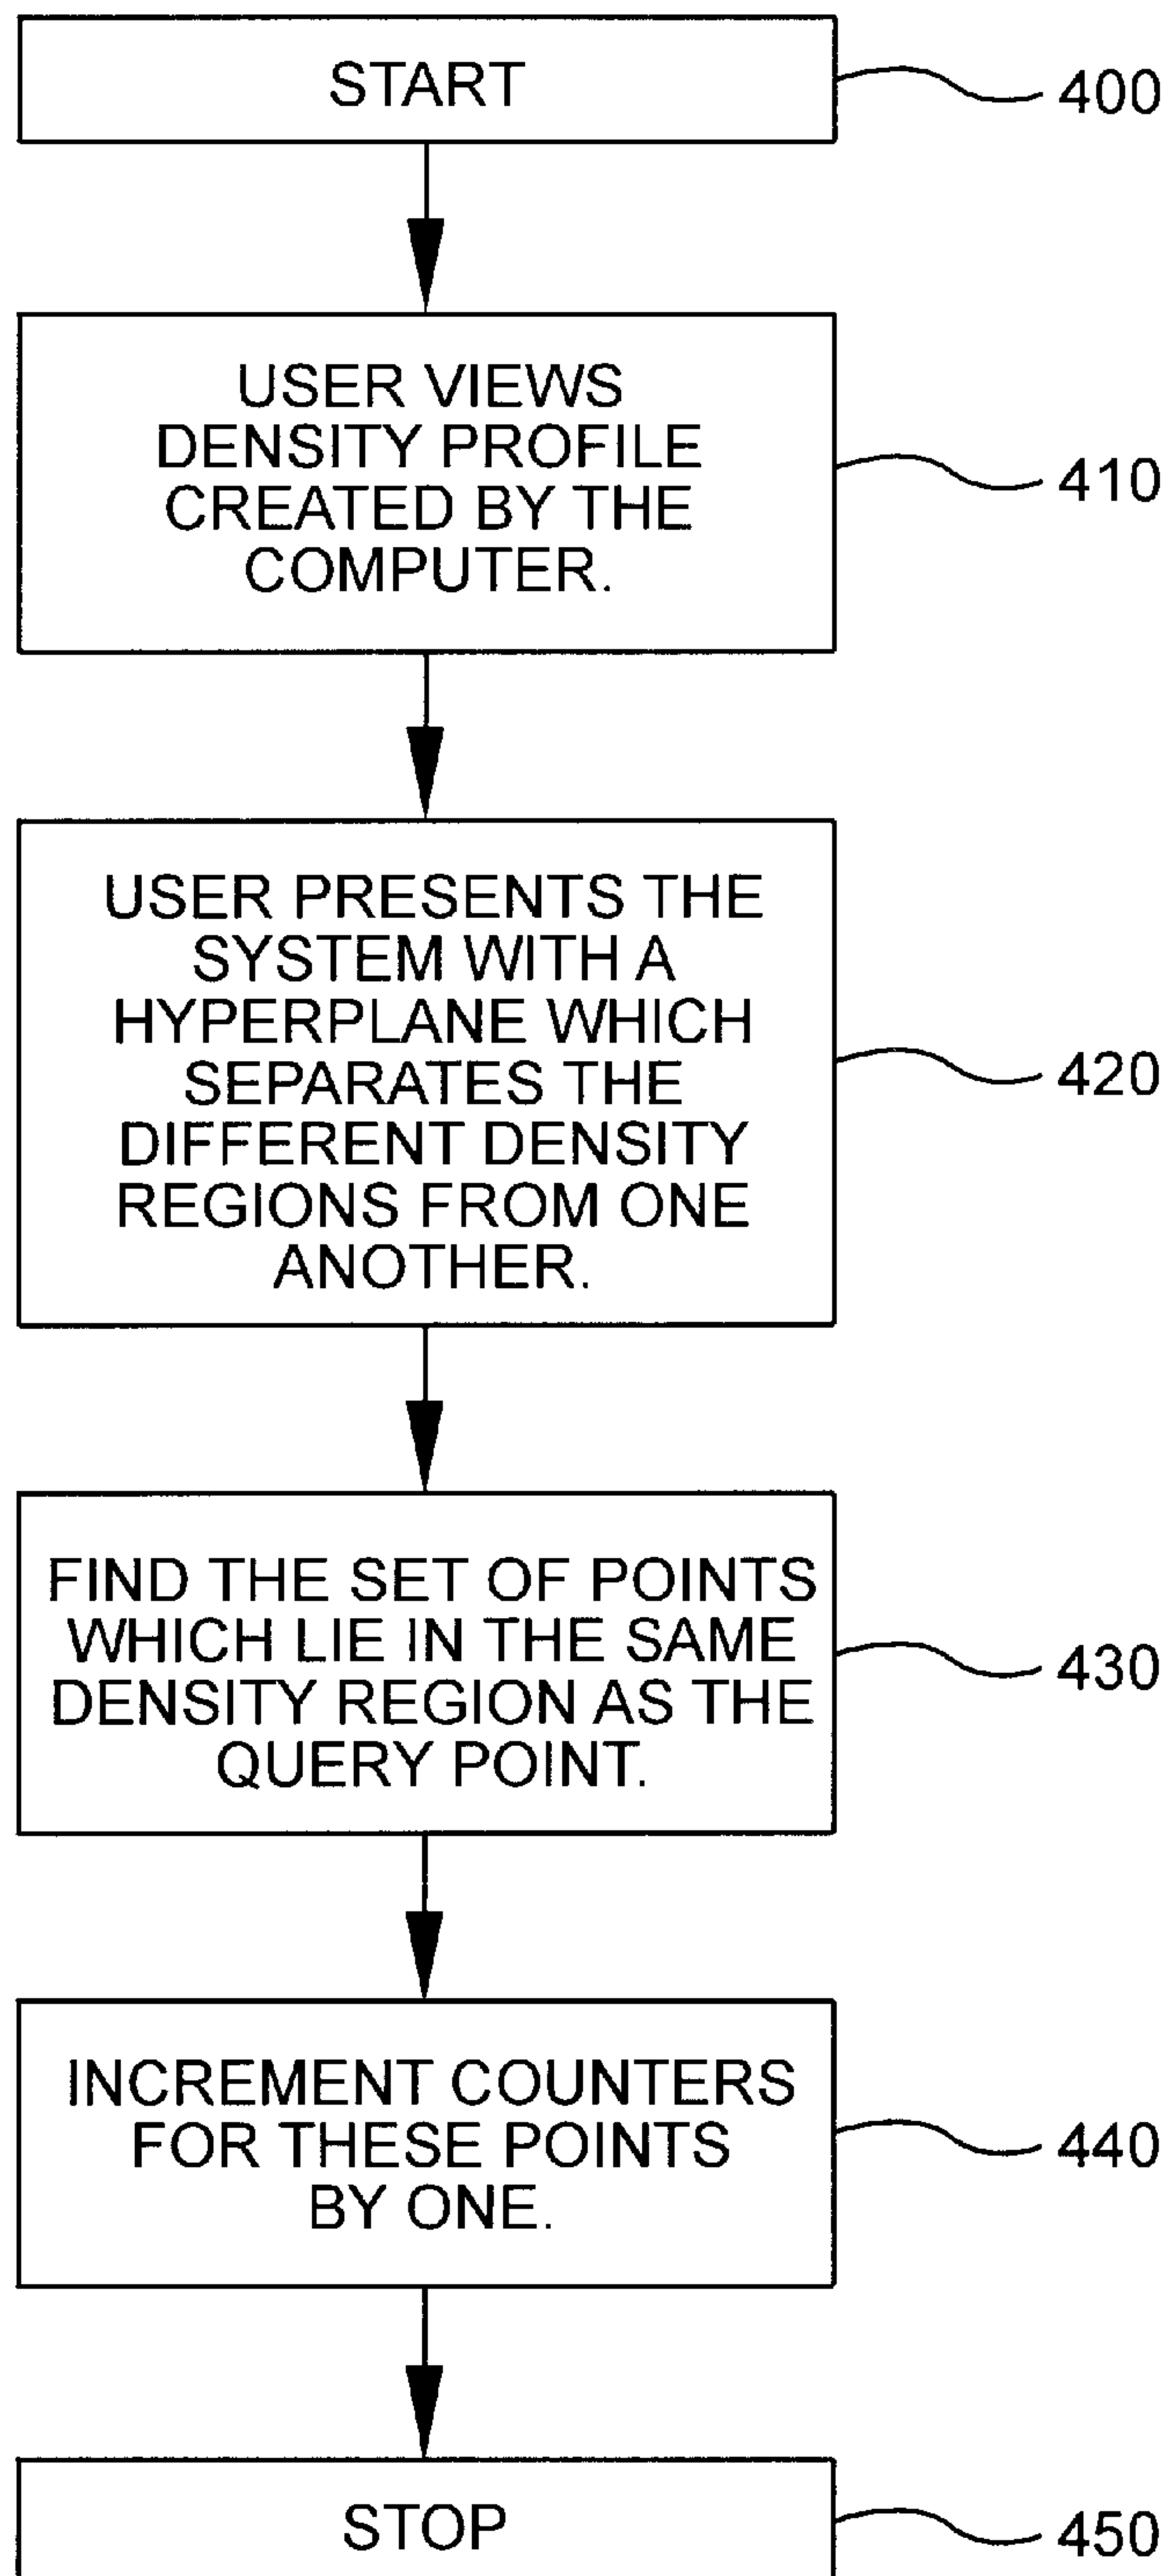 START
400
USER VIEWS
DENSITY PROFILE
CREATED BY THE
COMPUTER.
410
USER PRESENTS THE
SYSTEM WITH A
HYPERPLANE WHICH
SEPARATES THE
DIFFERENT DENSITY
REGIONS FROM ONE
ANOTHER.
420
FIND THE SET OF POINTS
WHICH LIE IN THE SAME
DENSITY REGION AS THE
QUERY POINT.
430
INCREMENT COUNTERS
FOR THESE POINTS
BY ONE.
440
STOP
450